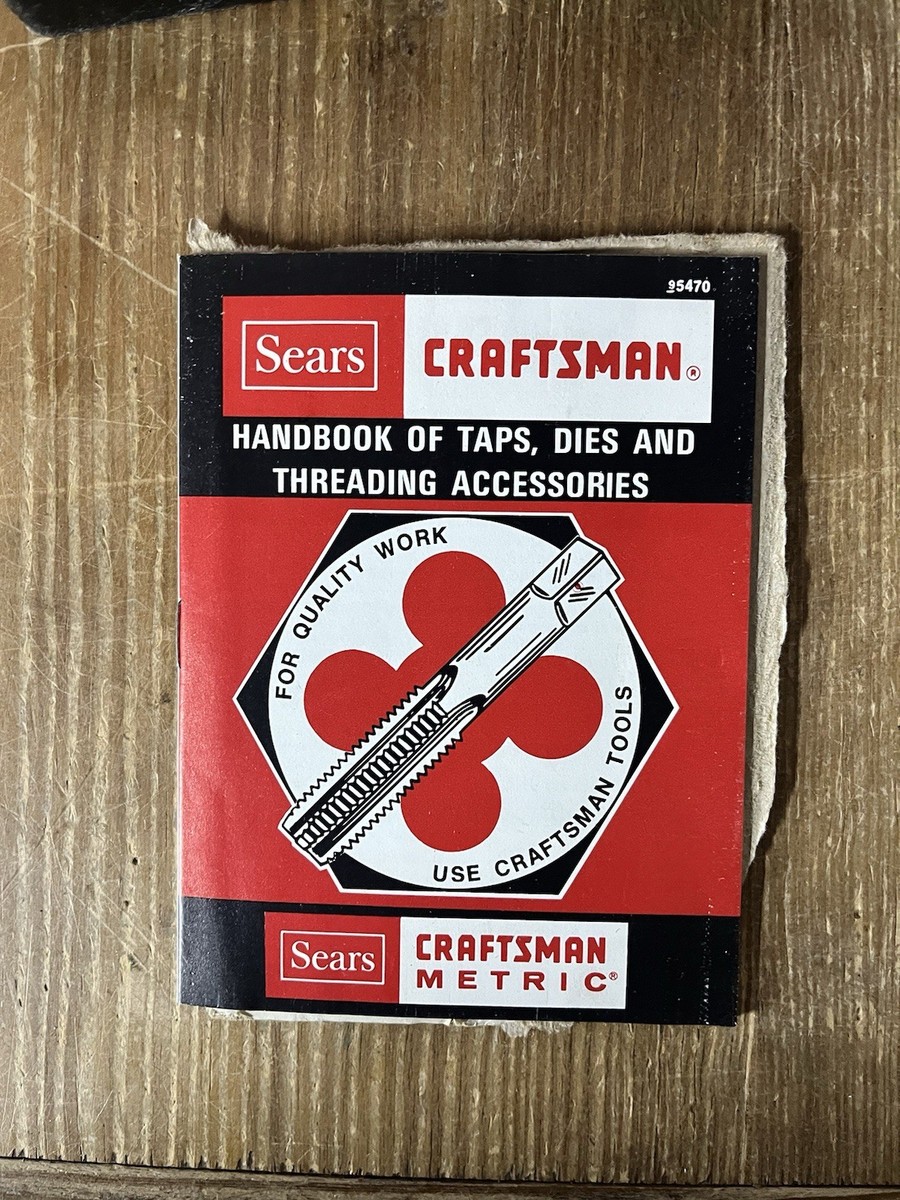 95470
Sears CRAFTSMAN®
HANDBOOK OF TAPS, DIES AND
THREADING ACCESSORIES
FOR QUALITY WORK
USE CRAFTSMAN TOOLS
Sears CRAFTSMAN
METRIC®